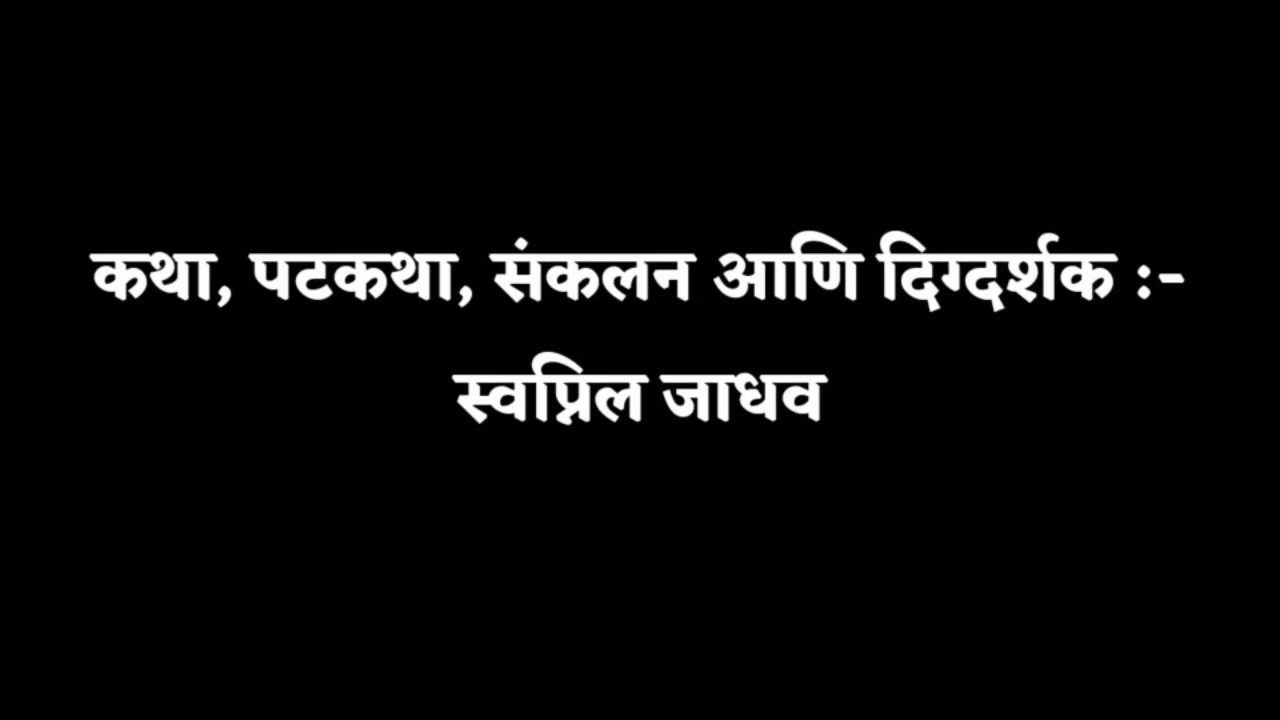 कथा, पटकथा, संकलन आणि दिग्दर्शक :-
स्वप्निल जाधव